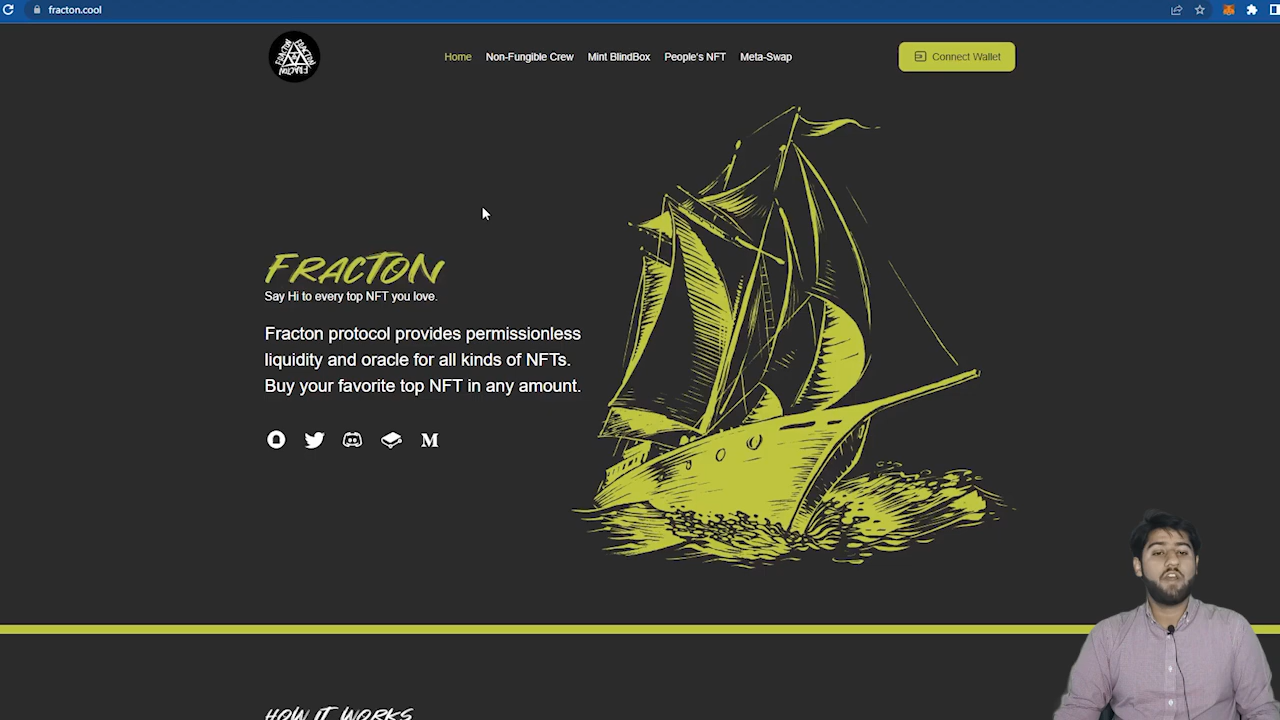 fracton.cool
Home Non-Fungible Crew Mint BlindBox People's NFT Meta-Swap
Connect Wallet
FRACTON
Say Hi to every top NFT you love.
Fracton protocol provides permissionless
liquidity and oracle for all kinds of NFTs.
Buy your favorite top NFT in any amount.
HOW IT WORKS